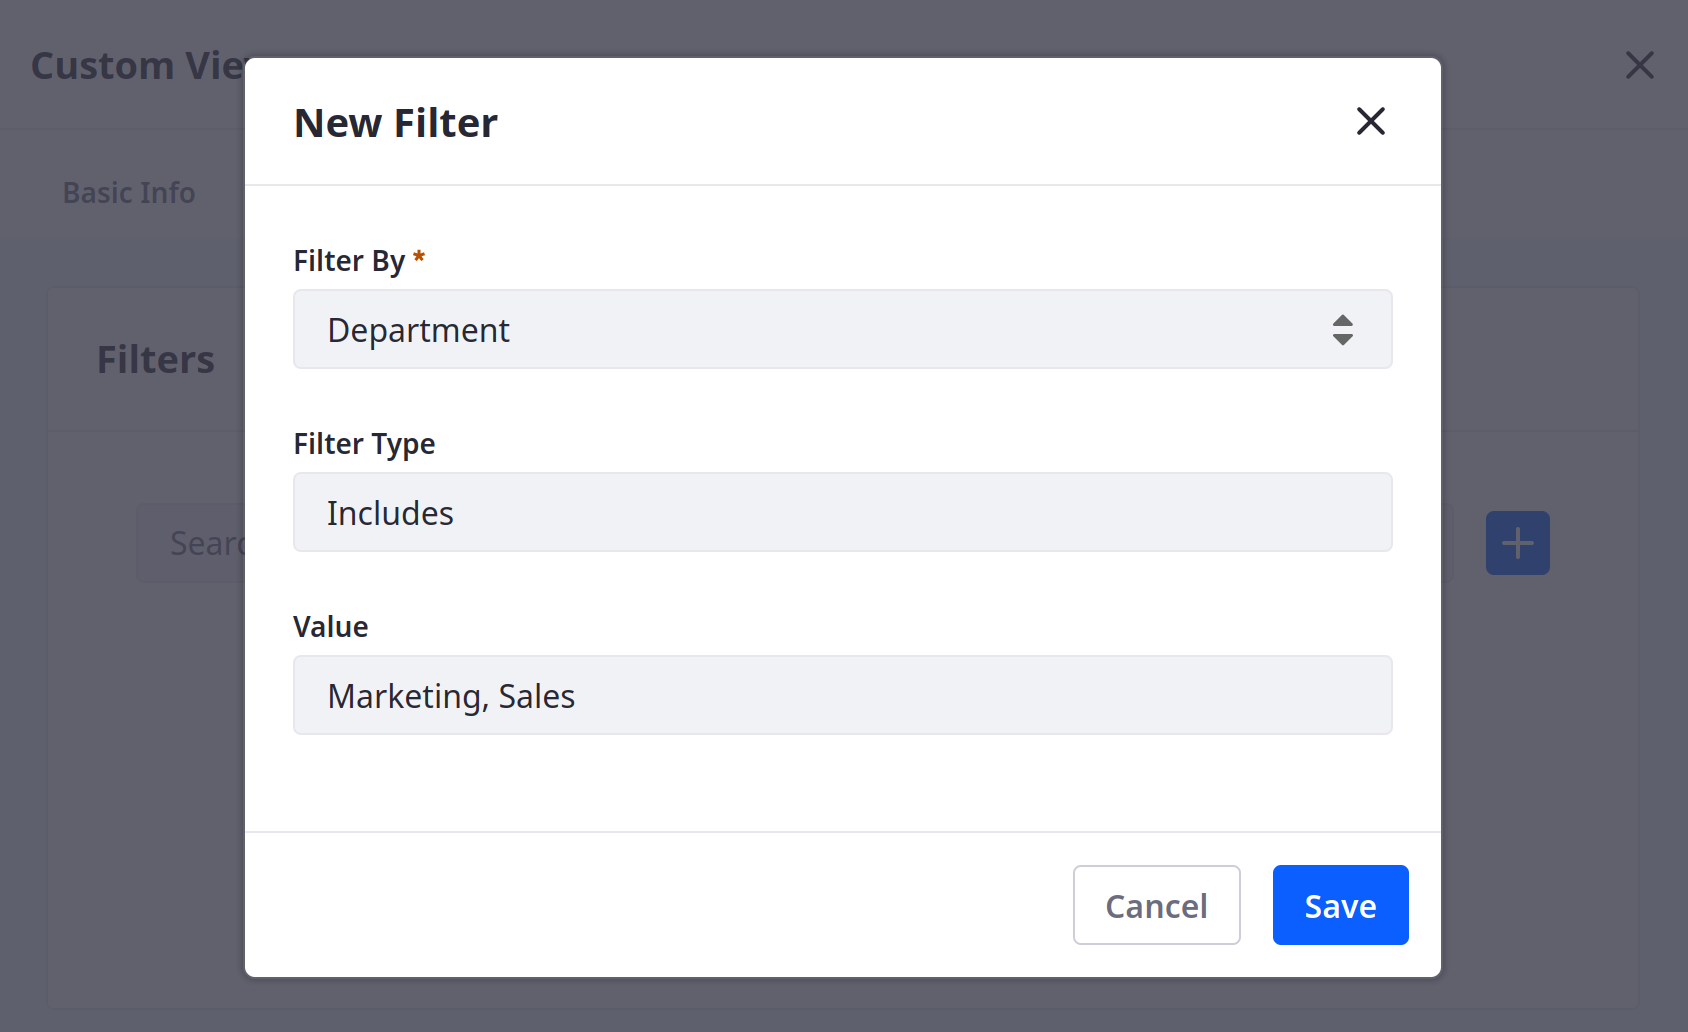 Custom Vie
New Filter
Basic Info
Filter By *
Department
Filters
Filter Type
Includes
Searc
Value
Marketing, Sales
Cancel
Save